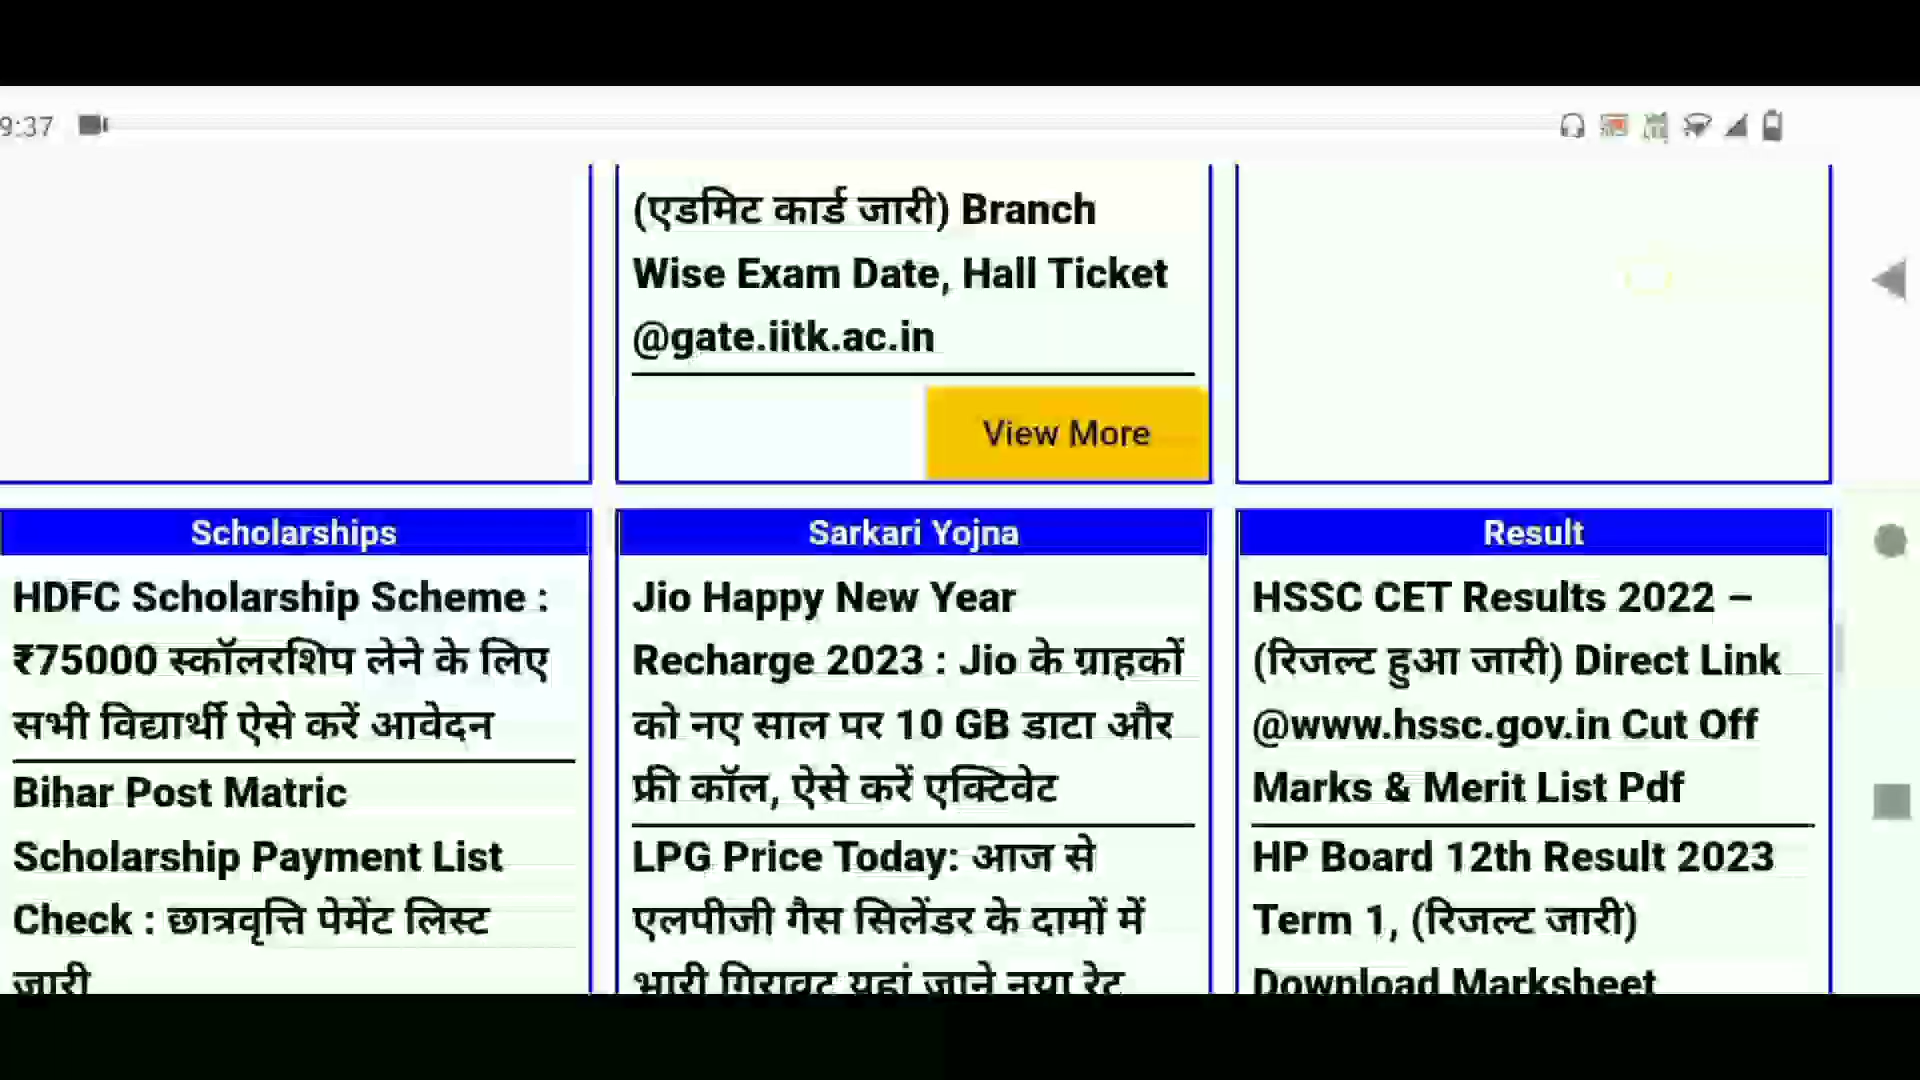 9:37
(एडमिट कार्ड जारी) Branch
Wise Exam Date, Hall Ticket
@gate.iitk.ac.in
View More
Scholarships
HDFC Scholarship Scheme :
₹75000 स्कॉलरशिप लेने के लिए
सभी विद्यार्थी ऐसे करें आवेदन
Bihar Post Matric
Scholarship Payment List
Check : छात्रवृत्ति पेमेंट लिस्ट
जारी
Sarkari Yojna
Jio Happy New Year
Recharge 2023 : Jio के ग्राहकों
को नए साल पर 10 GB डाटा और
फ्री कॉल, ऐसे करें एक्टिवेट
LPG Price Today: आज से
एलपीजी गैस सिलेंडर के दामों में
भारी गिरावट यहां जाने नया रेट
Result
HSSC CET Results 2022 –
(रिजल्ट हुआ जारी) Direct Link
@www.hssc.gov.in Cut Off
Marks & Merit List Pdf
HP Board 12th Result 2023
Term 1, (रिजल्ट जारी)
Download Marksheet